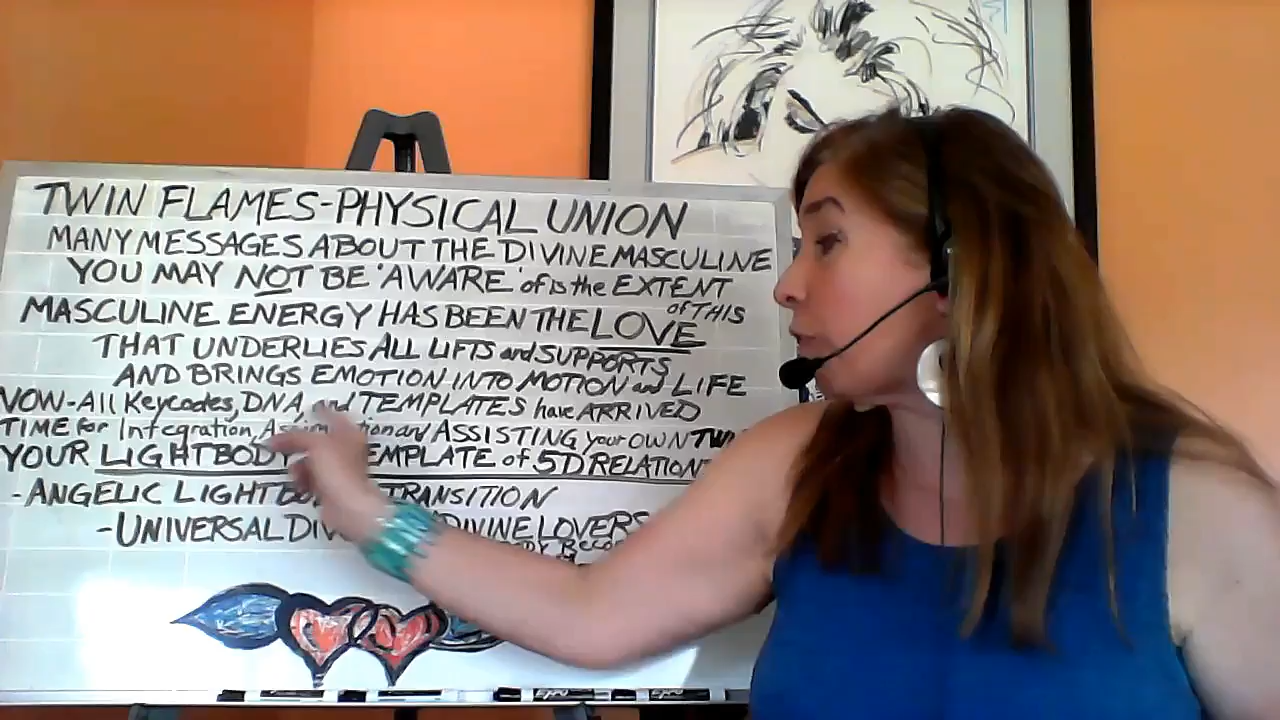 TWIN FLAMES-PHYSICAL UNION
MANY MESSAGES ABOUT THE DIVINE MASCULINE
YOU MAY NOT BE 'AWARE' of is the EXTENT
of THIS
MASCULINE ENERGY HAS BEEN THE LOVE
THAT UNDERLIES ALL LIFTS and SUPPORTS
AND BRINGS EMOTION INTO MOTION and LIFE
NOW-All Keycodes, DNA, and TEMPLATES have ARRIVED
TIME for Integration, and ASSISTING your OWN
YOUR LIGHTBODY TEMPLATE of 5D
-ANGELIC TRANSITION
-UNIVERSAL DIVINE LOVERS
EXPO